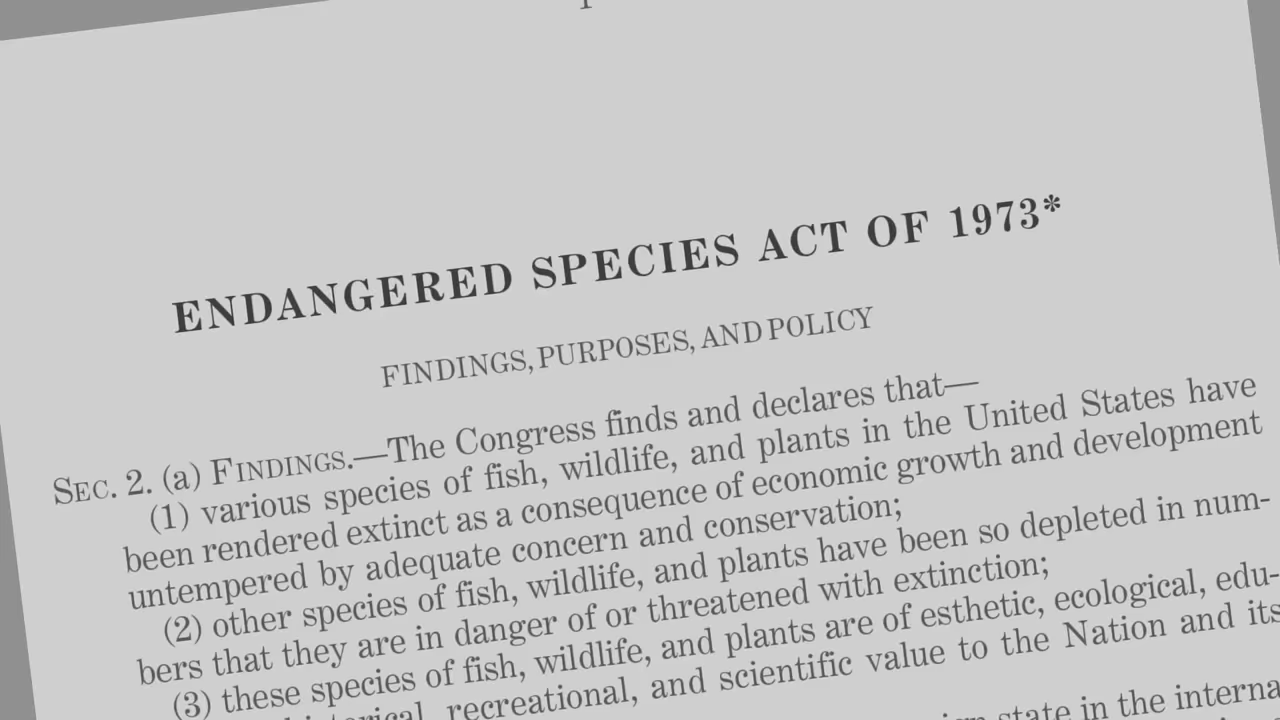 ENDANGERED SPECIES ACT OF 1973*
FINDINGS, PURPOSES, AND POLICY
SEC. 2. (a) FINDINGS.—The Congress finds and declares that—
(1) various species of fish, wildlife, and plants in the United States have
been rendered extinct as a consequence of economic growth and development
untempered by adequate concern and conservation;
(2) other species of fish, wildlife, and plants have been so depleted in num-
bers that they are in danger of or threatened with extinction;
(3) these species of fish, wildlife, and plants are of esthetic, ecological, edu-
recreational, and scientific value to the Nation and its
state in the interna